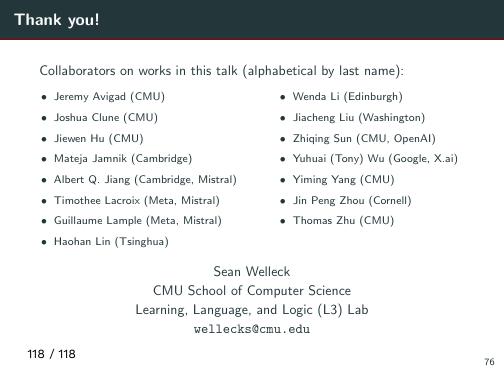 Thank you!
Collaborators on works in this talk (alphabetical by last name):
• Jeremy Avigad (CMU)
• Joshua Clune (CMU)
• Jiewen Hu (CMU)
• Mateja Jamnik (Cambridge)
• Albert Q. Jiang (Cambridge, Mistral)
• Timothee Lacroix (Meta, Mistral)
• Guillaume Lample (Meta, Mistral)
• Haohan Lin (Tsinghua)
• Wenda Li (Edinburgh)
• Jiacheng Liu (Washington)
• Zhiqing Sun (CMU, OpenAI)
• Yuhuai (Tony) Wu (Google, X.ai)
• Yiming Yang (CMU)
• Jin Peng Zhou (Cornell)
• Thomas Zhu (CMU)
Sean Welleck
CMU School of Computer Science
Learning, Language, and Logic (L3) Lab
wellecks@cmu.edu
118 / 118
76